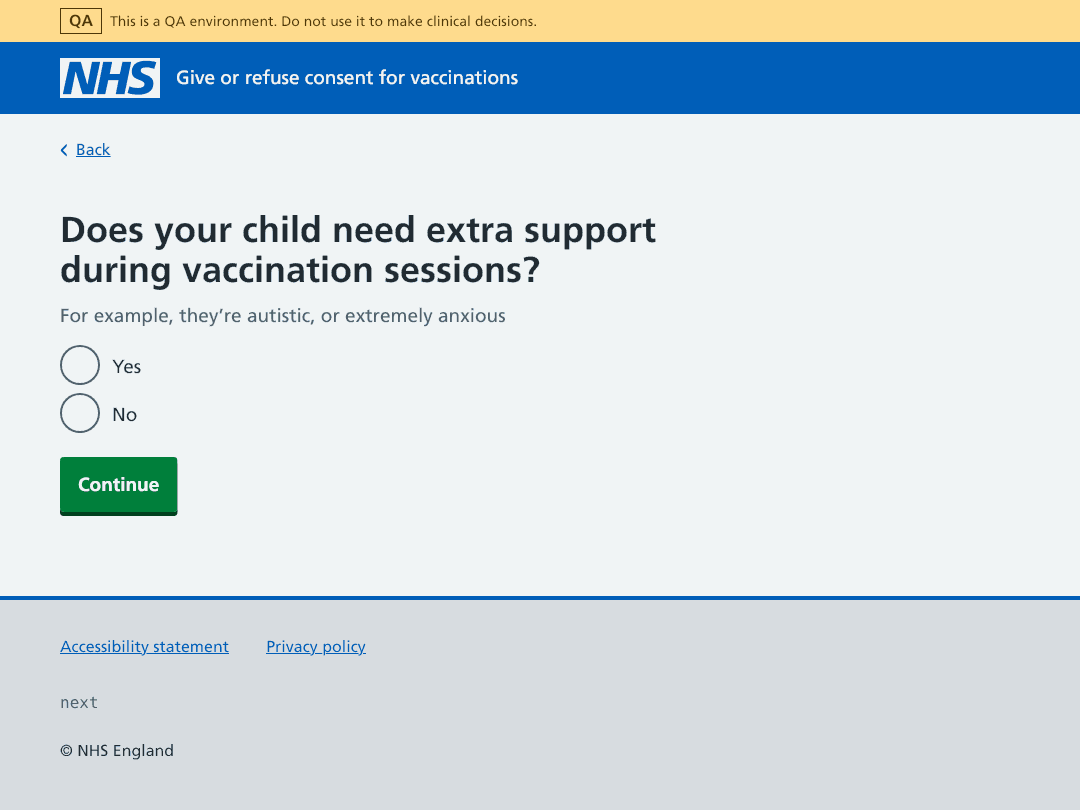 QA This is a QA environment. Do not use it to make clinical decisions.
NHS Give or refuse consent for vaccinations
Back
Does your child need extra support
during vaccination sessions?
For example, they’re autistic, or extremely anxious
Yes
No
Continue
Accessibility statement Privacy policy
next
© NHS England